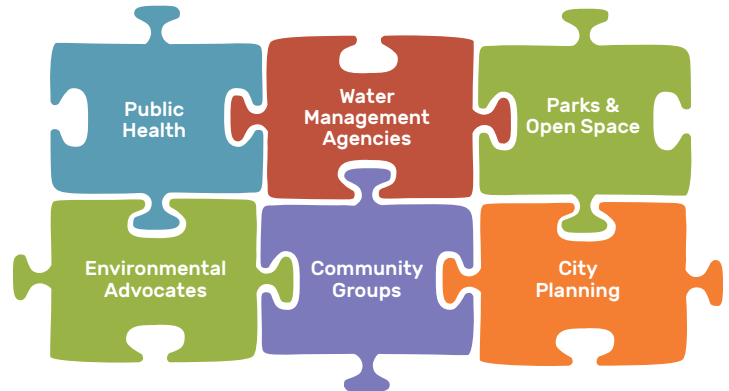 Public
Health
Water
Management
Agencies
Parks &
Open Space
Environmental
Advocates
Community
Groups
City
Planning